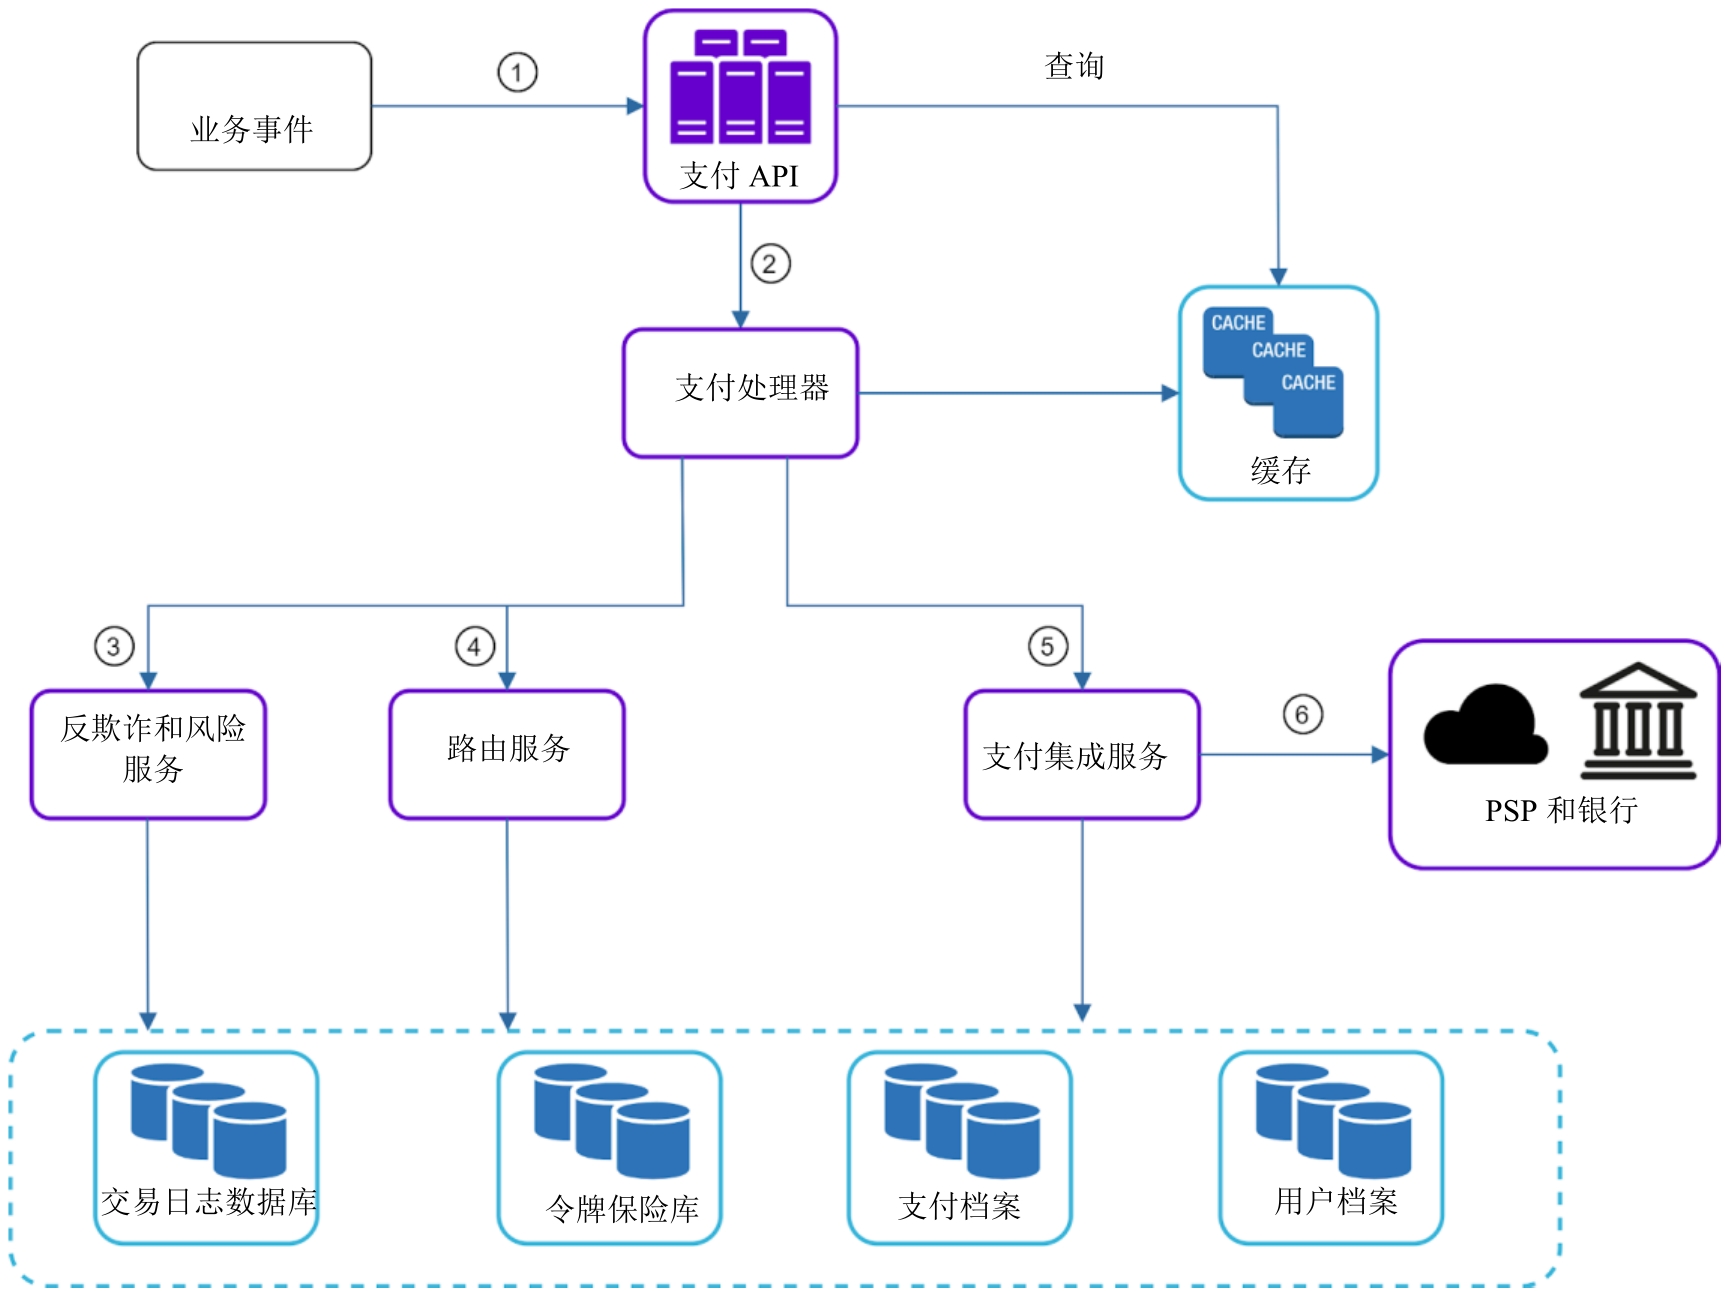 ①
查询
业务事件
支付 API
②
CACHE
CACHE
CACHE
支付处理器
缓存
③
④
⑤
反欺诈和风险
服务
路由服务
支付集成服务
⑥
PSP 和银行
交易日志数据库
令牌保险库
支付档案
用户档案